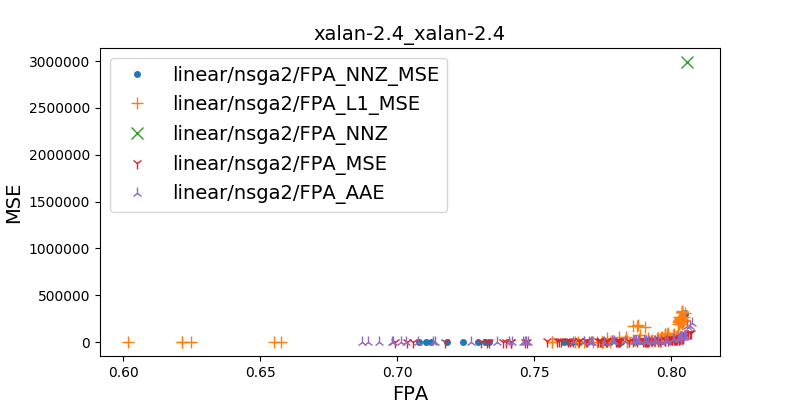 xalan-2.4_xalan-2.4
3000000
2500000
2000000
1500000
1000000
500000
0
MSE
linear/nsga2/FPA_NNZ_MSE
linear/nsga2/FPA_L1_MSE
linear/nsga2/FPA_NNZ
linear/nsga2/FPA_MSE
linear/nsga2/FPA_AAE
0.60 0.65 0.70 0.75 0.80
FPA